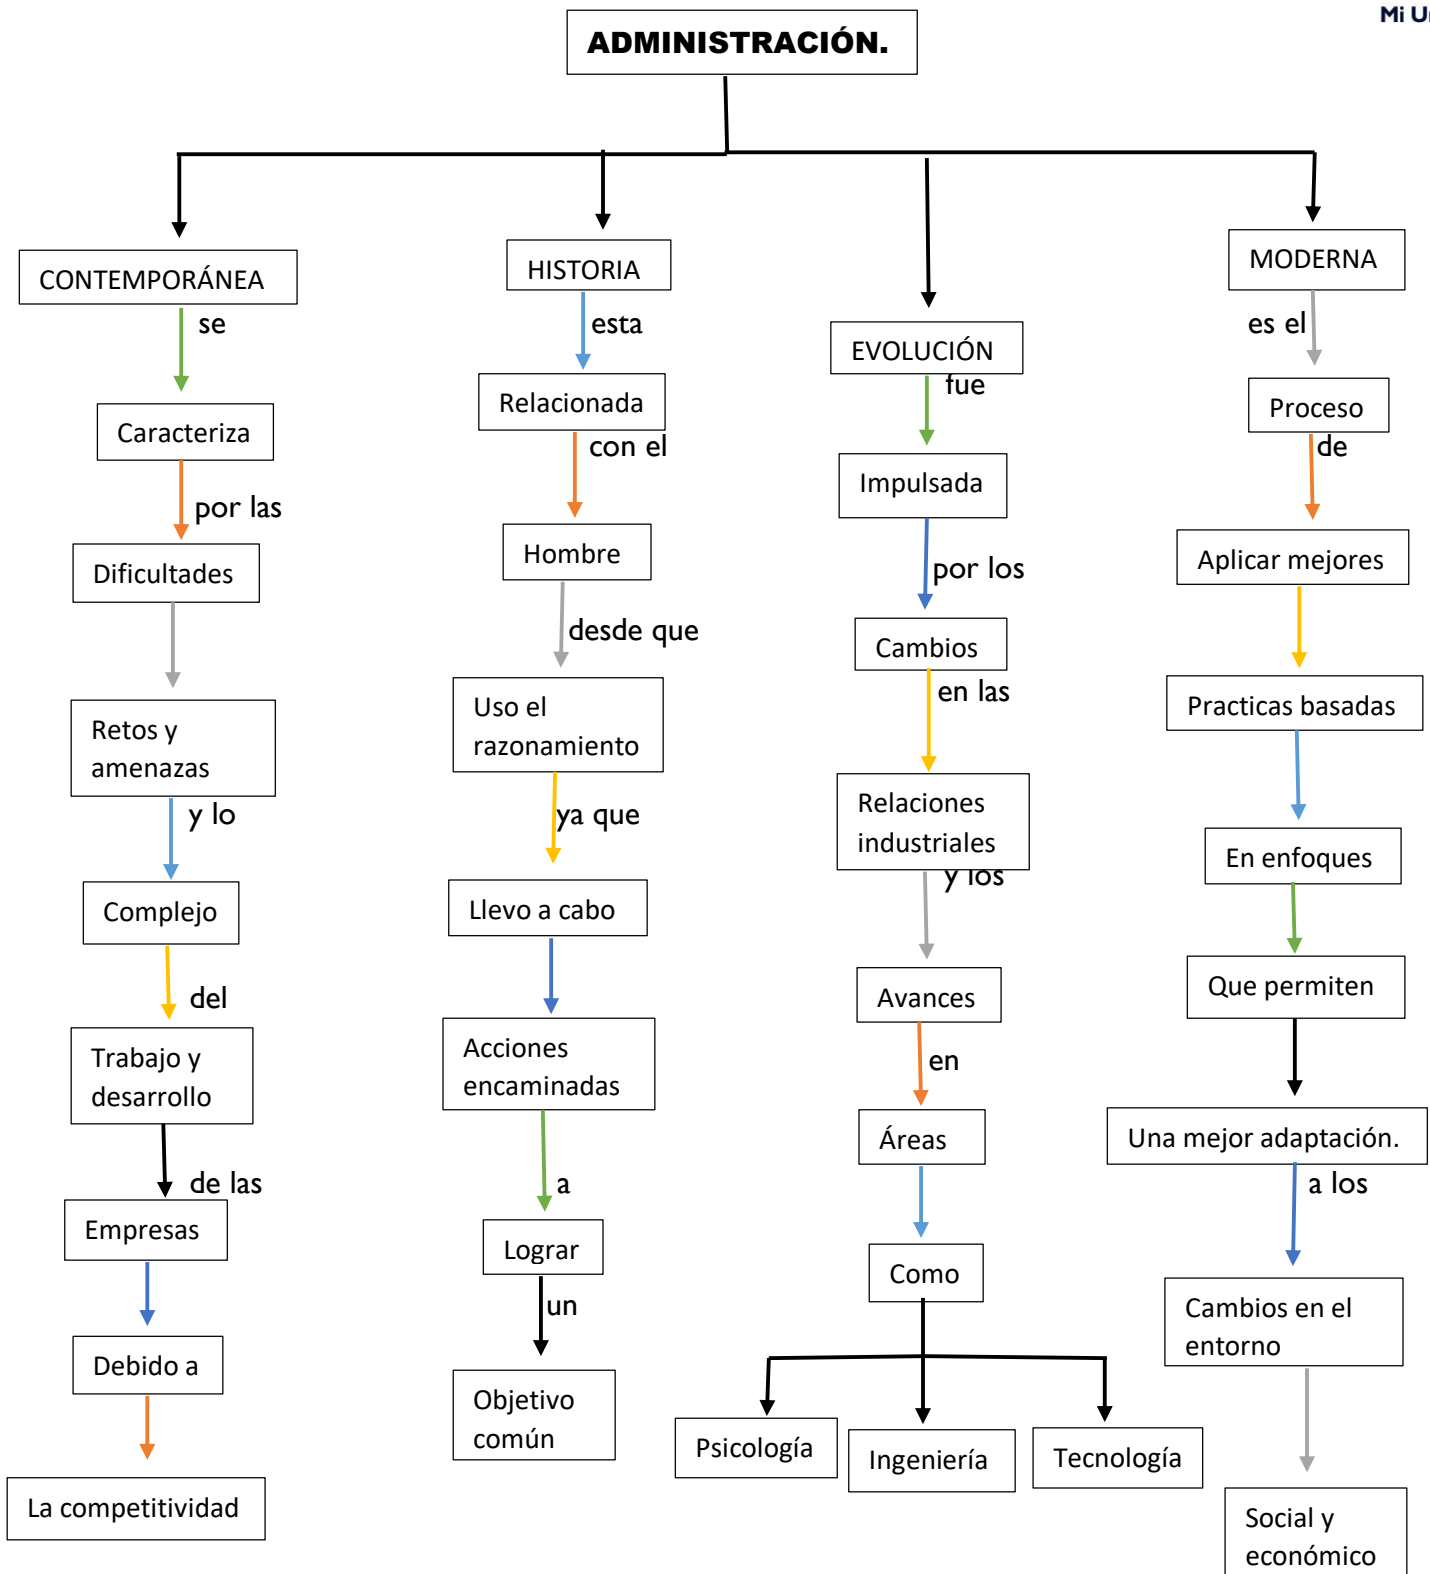 Mi U
ADMINISTRACIÓN.
CONTEMPORÁNEA
se
Caracteriza
por las
Dificultades
Retos y
amenazas
y lo
Complejo
del
Trabajo y
desarrollo
de las
Empresas
Debido a
La competitividad
HISTORIA
esta
Relacionada
con el
Hombre
desde que
Uso el
razonamiento
ya que
Llevo a cabo
Acciones
encaminadas
a
Lograr
un
Objetivo
común
EVOLUCIÓN
fue
Impulsada
por los
Cambios
en las
Relaciones
industriales
y los
Avances
en
Áreas
Como
Psicología
Ingeniería
Tecnología
MODERNA
es el
Proceso
de
Aplicar mejores
Practicas basadas
En enfoques
Que permiten
Una mejor adaptación.
a los
Cambios en el
entorno
Social y
económico